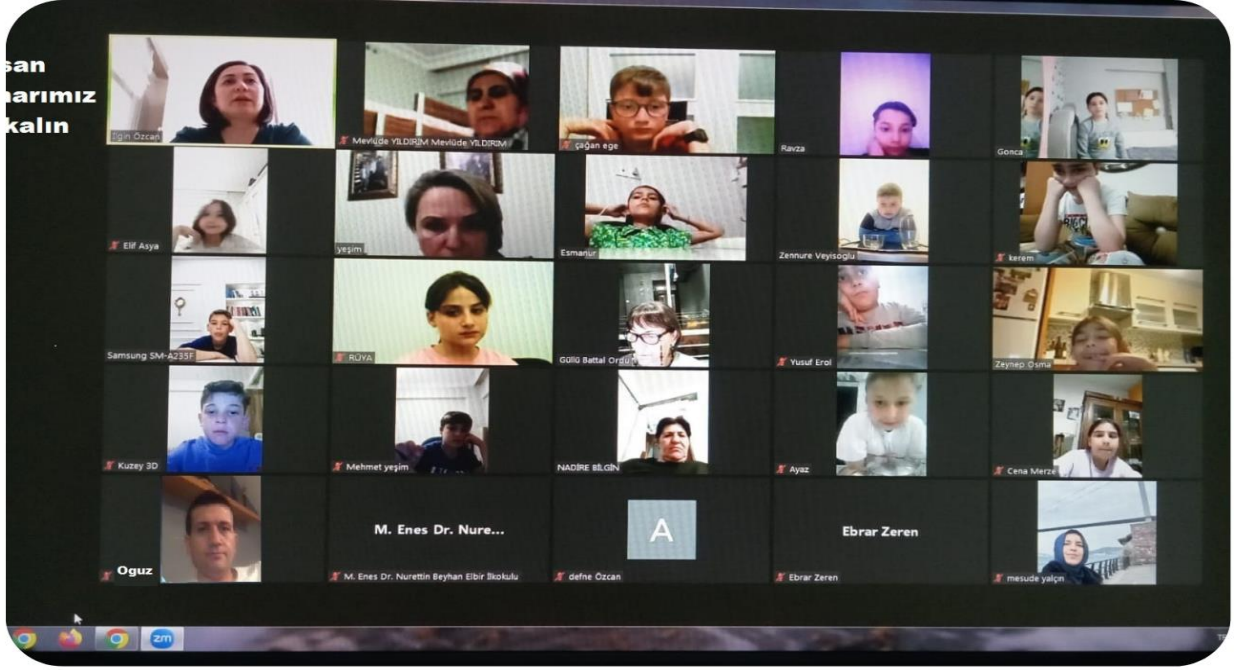 san
narımız
kalın
Ilgın Özcan
Mevlüde YILDIRIM Mevlüde YILDIRIM
çağan ege
Ravza
Gonca
Elif Asya
yeşim
Esmanur
Zennure Veyisoglu
kerem
Samsung SM-A235F
RÜYA
Güllü Battal Ordu
Yusuf Erol
Zeynep Osma
Kuzey 3D
Mehmet yeşim
NADİRE BİLGİN
Ayaz
Cena Merze
Oguz
M. Enes Dr. Nure...
M. Enes Dr. Nurettin Beyhan Elbir İlkokulu
A
defne Özcan
Ebrar Zeren
Ebrar Zeren
mesude yalçın
zm